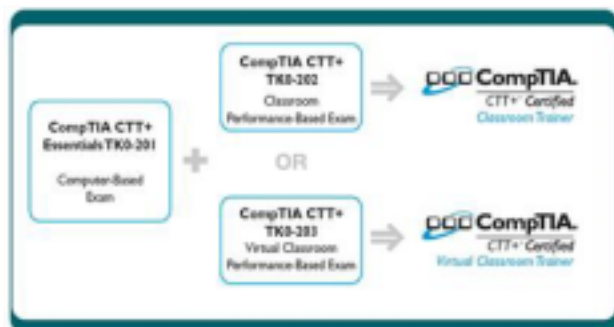 CompTIA CTT+
Essentials TK0-201
Computer-Based
Exam
+
CompTIA CTT+
TK0-202
Classroom
Performance-Based Exam
OR
CompTIA CTT+
TK0-203
Virtual Classroom
Performance-Based Exam
CompTIA.
CTT+ Certified
Classroom Trainer
CompTIA.
CTT+ Certified
Virtual Classroom Trainer